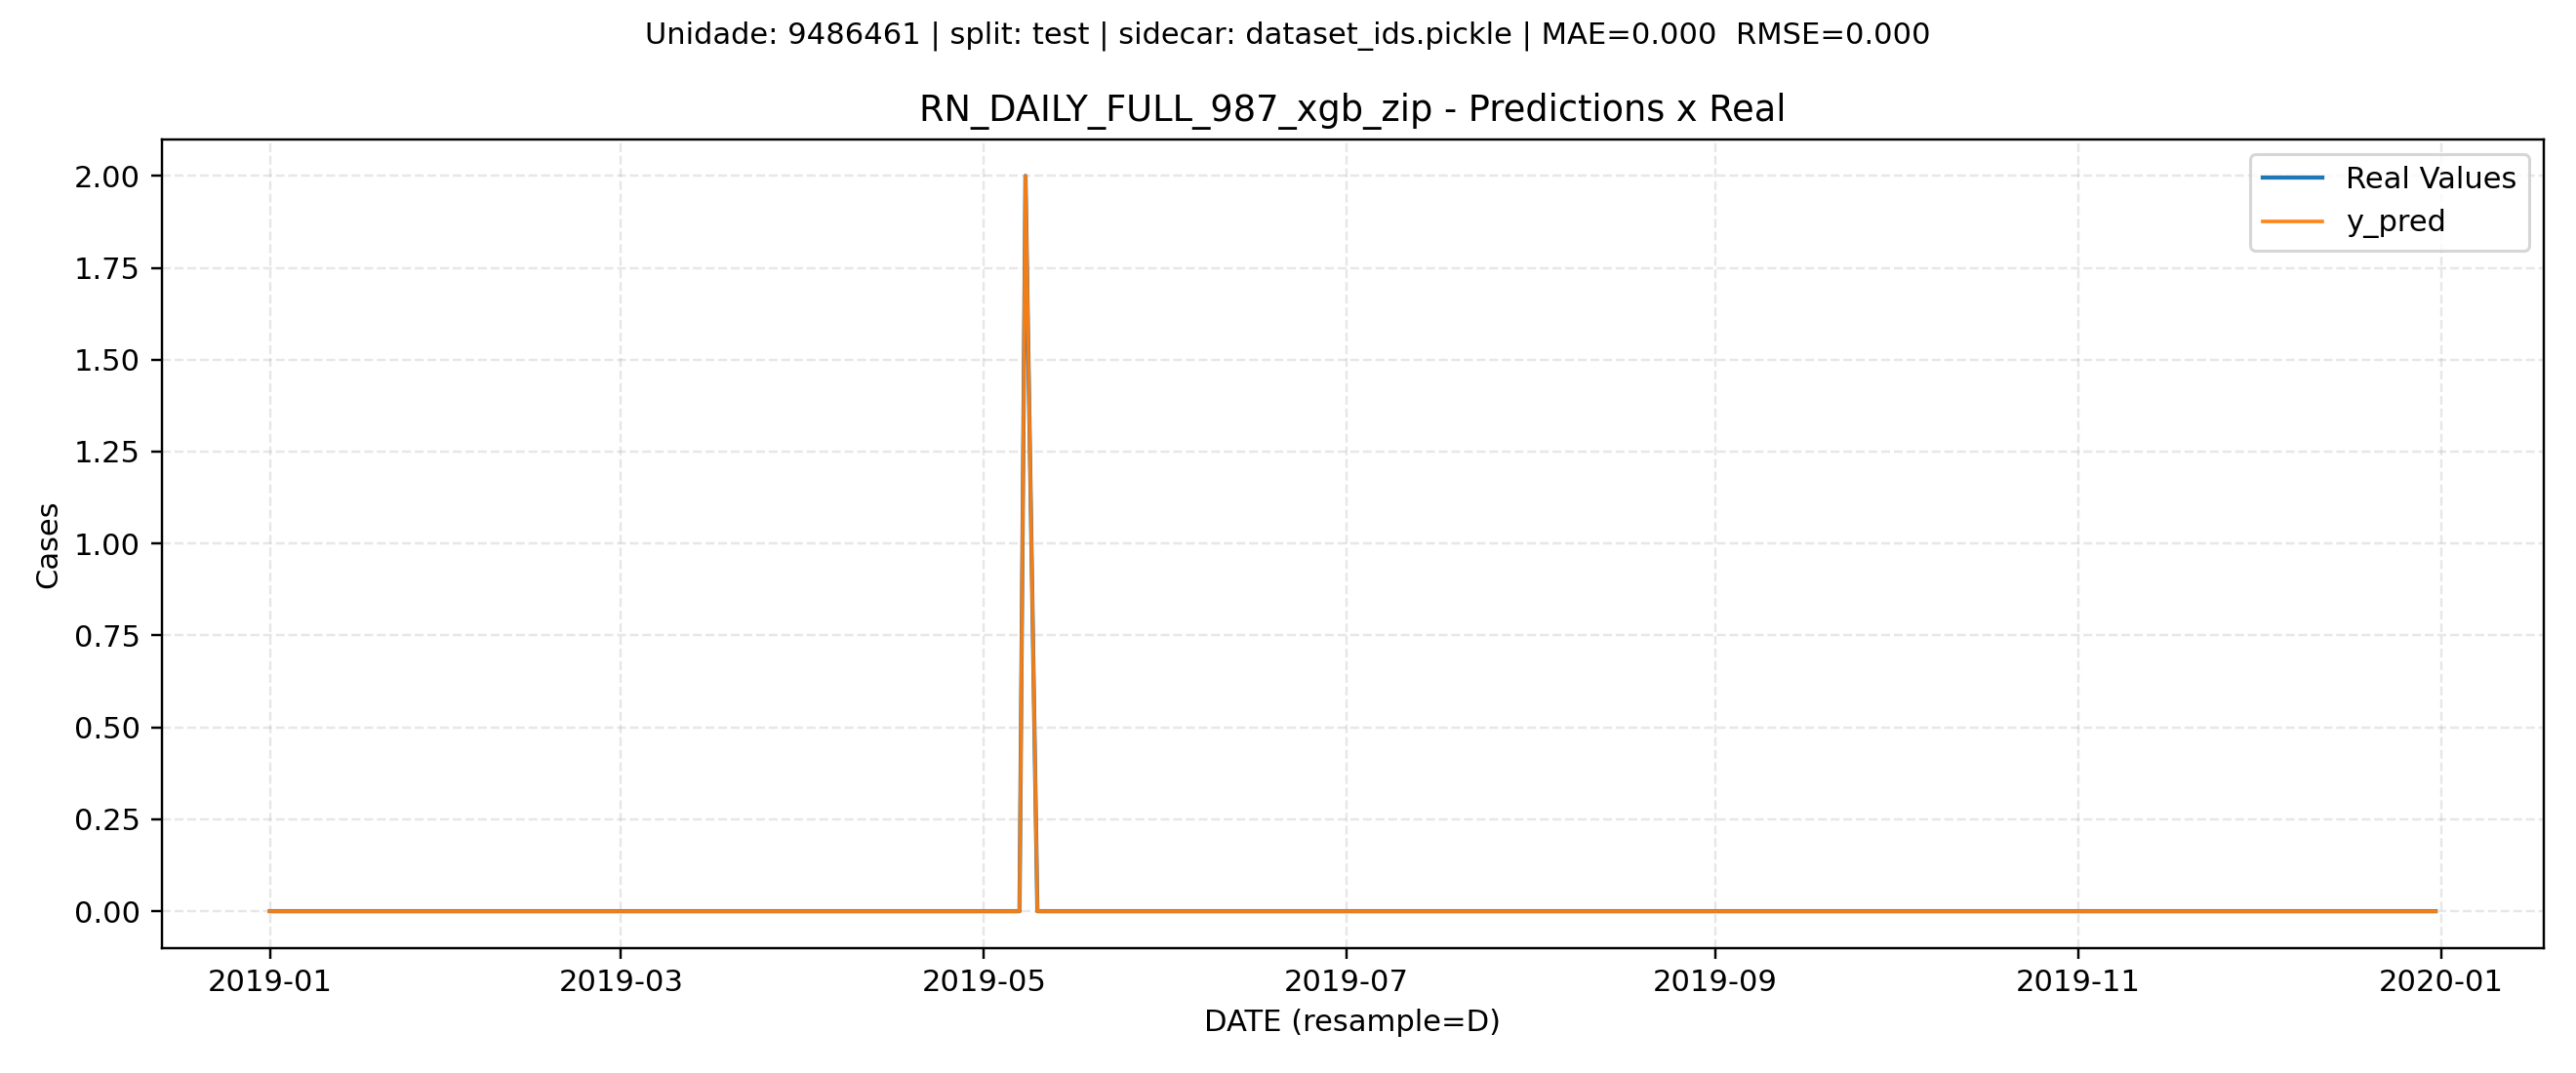 Unidade: 9486461 | split: test | sidecar: dataset_ids.pickle | MAE=0.000  RMSE=0.000
RN_DAILY_FULL_987_xgb_zip - Predictions x Real
Real Values
y_pred
2.00
1.75
1.50
1.25
1.00
0.75
0.50
0.25
0.00
Cases
2019-01
2019-03
2019-05
2019-07
2019-09
2019-11
2020-01
DATE (resample=D)